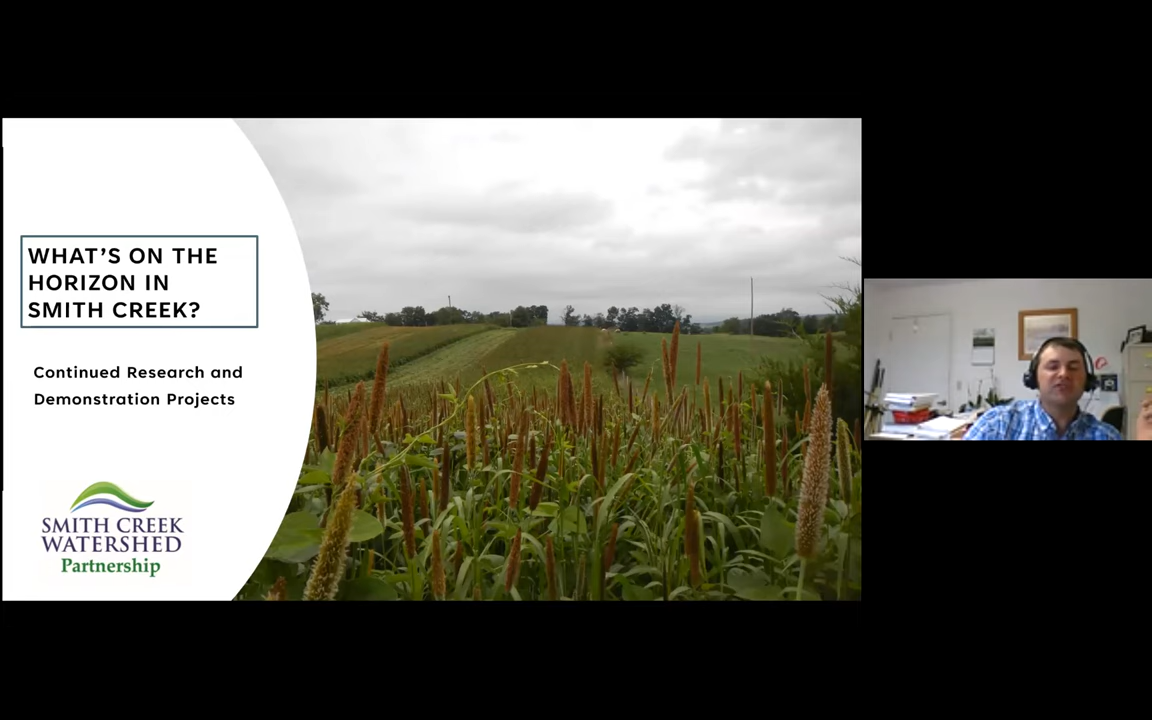 WHAT'S ON THE
HORIZON IN
SMITH CREEK?
Continued Research and
Demonstration Projects
SMITH CREEK
WATERSHED
Partnership